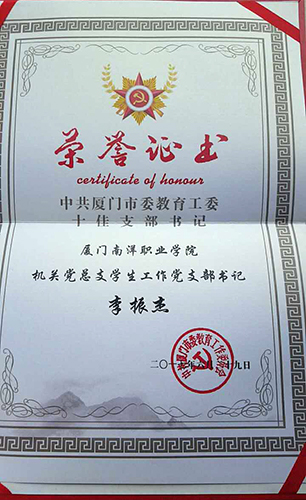 荣誉证书
certificate of honour
中共厦门市委教育工委
十佳支部书记
厦门南洋职业学院
机关党总支学生工作党支部书记
李振杰